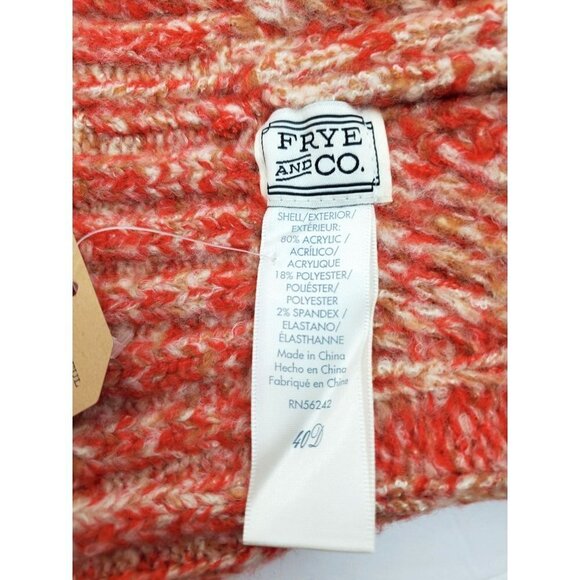 FRYE
AND CO.
SHELL/EXTERIOR/
EXTÉRIEUR:
80% ACRYLIC /
ACRÍLICO/
ACRYLIQUE
18% POLYESTER/
POLIÉSTER/
POLYESTER
2% SPANDEX /
ELASTANO/
ÉLASTHANNE
Made in China
Hecho en China
Fabriqué en China
RN56242
40D